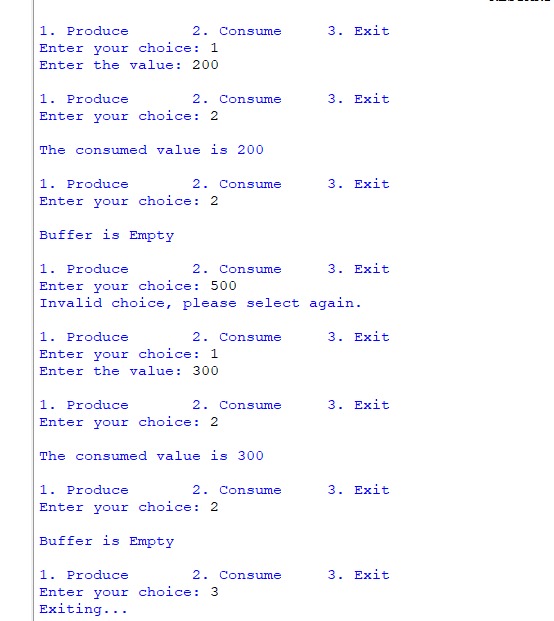 1. Produce       2. Consume     3. Exit
Enter your choice: 1
Enter the value: 200
1. Produce       2. Consume     3. Exit
Enter your choice: 2
The consumed value is 200
1. Produce       2. Consume     3. Exit
Enter your choice: 2
Buffer is Empty
1. Produce       2. Consume     3. Exit
Enter your choice: 500
Invalid choice, please select again.
1. Produce       2. Consume     3. Exit
Enter your choice: 1
Enter the value: 300
1. Produce       2. Consume     3. Exit
Enter your choice: 2
The consumed value is 300
1. Produce       2. Consume     3. Exit
Enter your choice: 2
Buffer is Empty
1. Produce       2. Consume     3. Exit
Enter your choice: 3
Exiting...